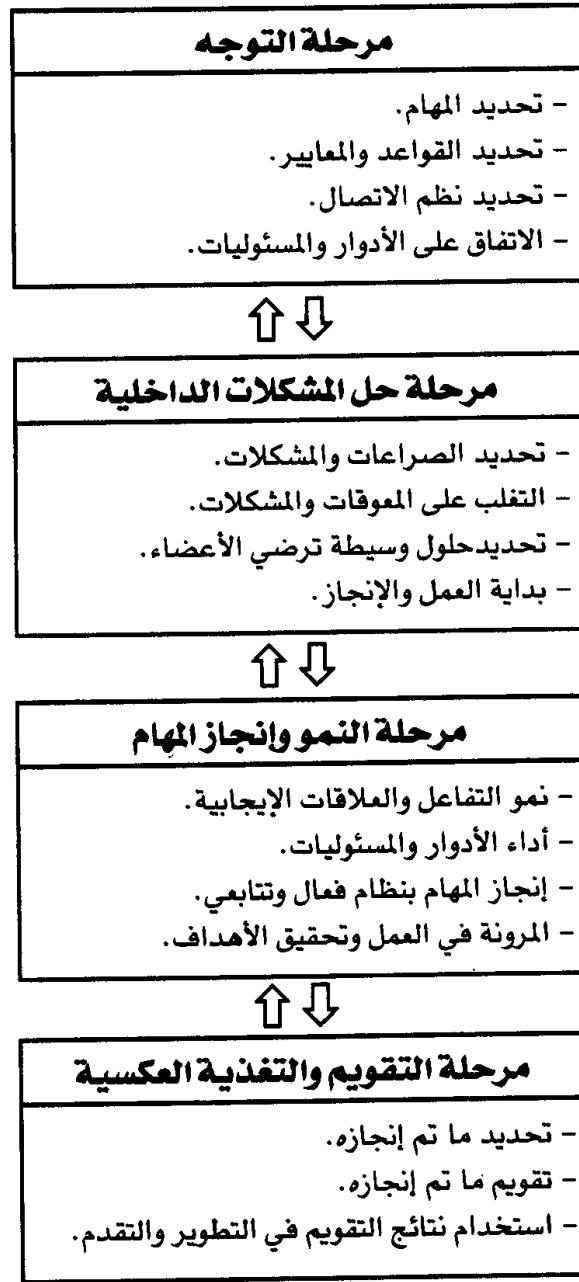 مرحلة التوجه
- تحديد المهام.
- تحديد القواعد والمعايير.
- تحديد نظم الاتصال.
- الاتفاق على الأدوار والمسئوليات.
مرحلة حل المشكلات الداخلية
- تحديد الصراعات والمشكلات.
- التغلب على المعوقات والمشكلات.
- تحديدحلول وسيطة ترضي الأعضاء.
- بداية العمل والإنجاز.
مرحلة النمو وإنجاز المهام
- نمو التفاعل والعلاقات الإيجابية.
- أداء الأدوار والمسئوليات.
- إنجاز المهام بنظام فعال وتتابعي.
- المرونة في العمل وتحقيق الأهداف.
مرحلة التقويم والتغذية العكسية
- تحديد ما تم إنجازه.
- تقويم ما تم إنجازه.
- استخدام نتائج التقويم في التطوير والتقدم.